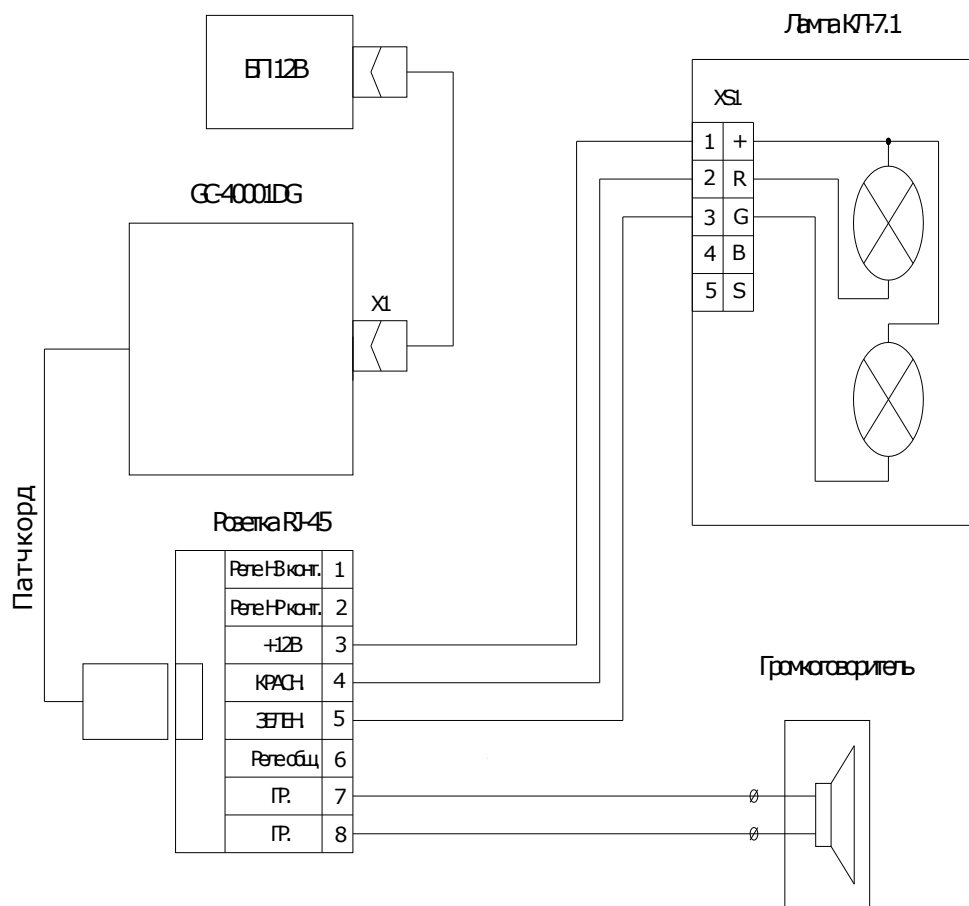 Лампа КЛ-7.1
БП 12В
XS1
1 +
2 R
3 G
4 B
5 S
GC-40001DG
X1
Патчкорд
Розетка RJ-45
Реле НЗ конт. 1
Реле НР конт. 2
+12В 3
КРАСН. 4
ЗЕЛЕН. 5
Реле общ. 6
ГР. 7
ГР. 8
Громкоговоритель